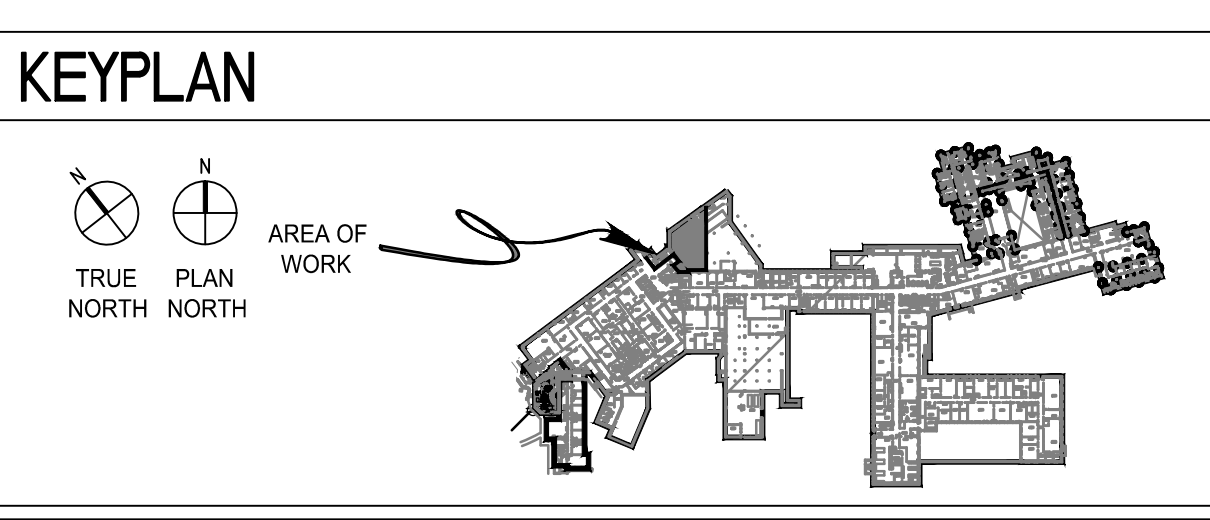 KEYPLAN
N
N
TRUE
NORTH
PLAN
NORTH
AREA OF
WORK